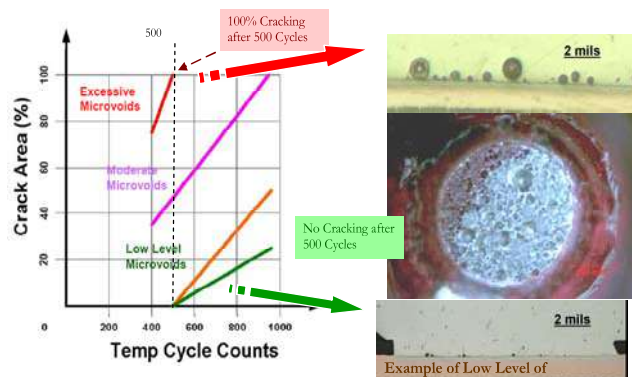 500
100% Cracking
after 500 Cycles
2 mils
Excessive
Microvoids
Moderate
Microvoids
Low Level
Microvoids
No Cracking after
500 Cycles
Crack Area (%)
100
80
60
40
20
0
200
400
600
800
1000
Temp Cycle Counts
2 mils
Example of Low Level of